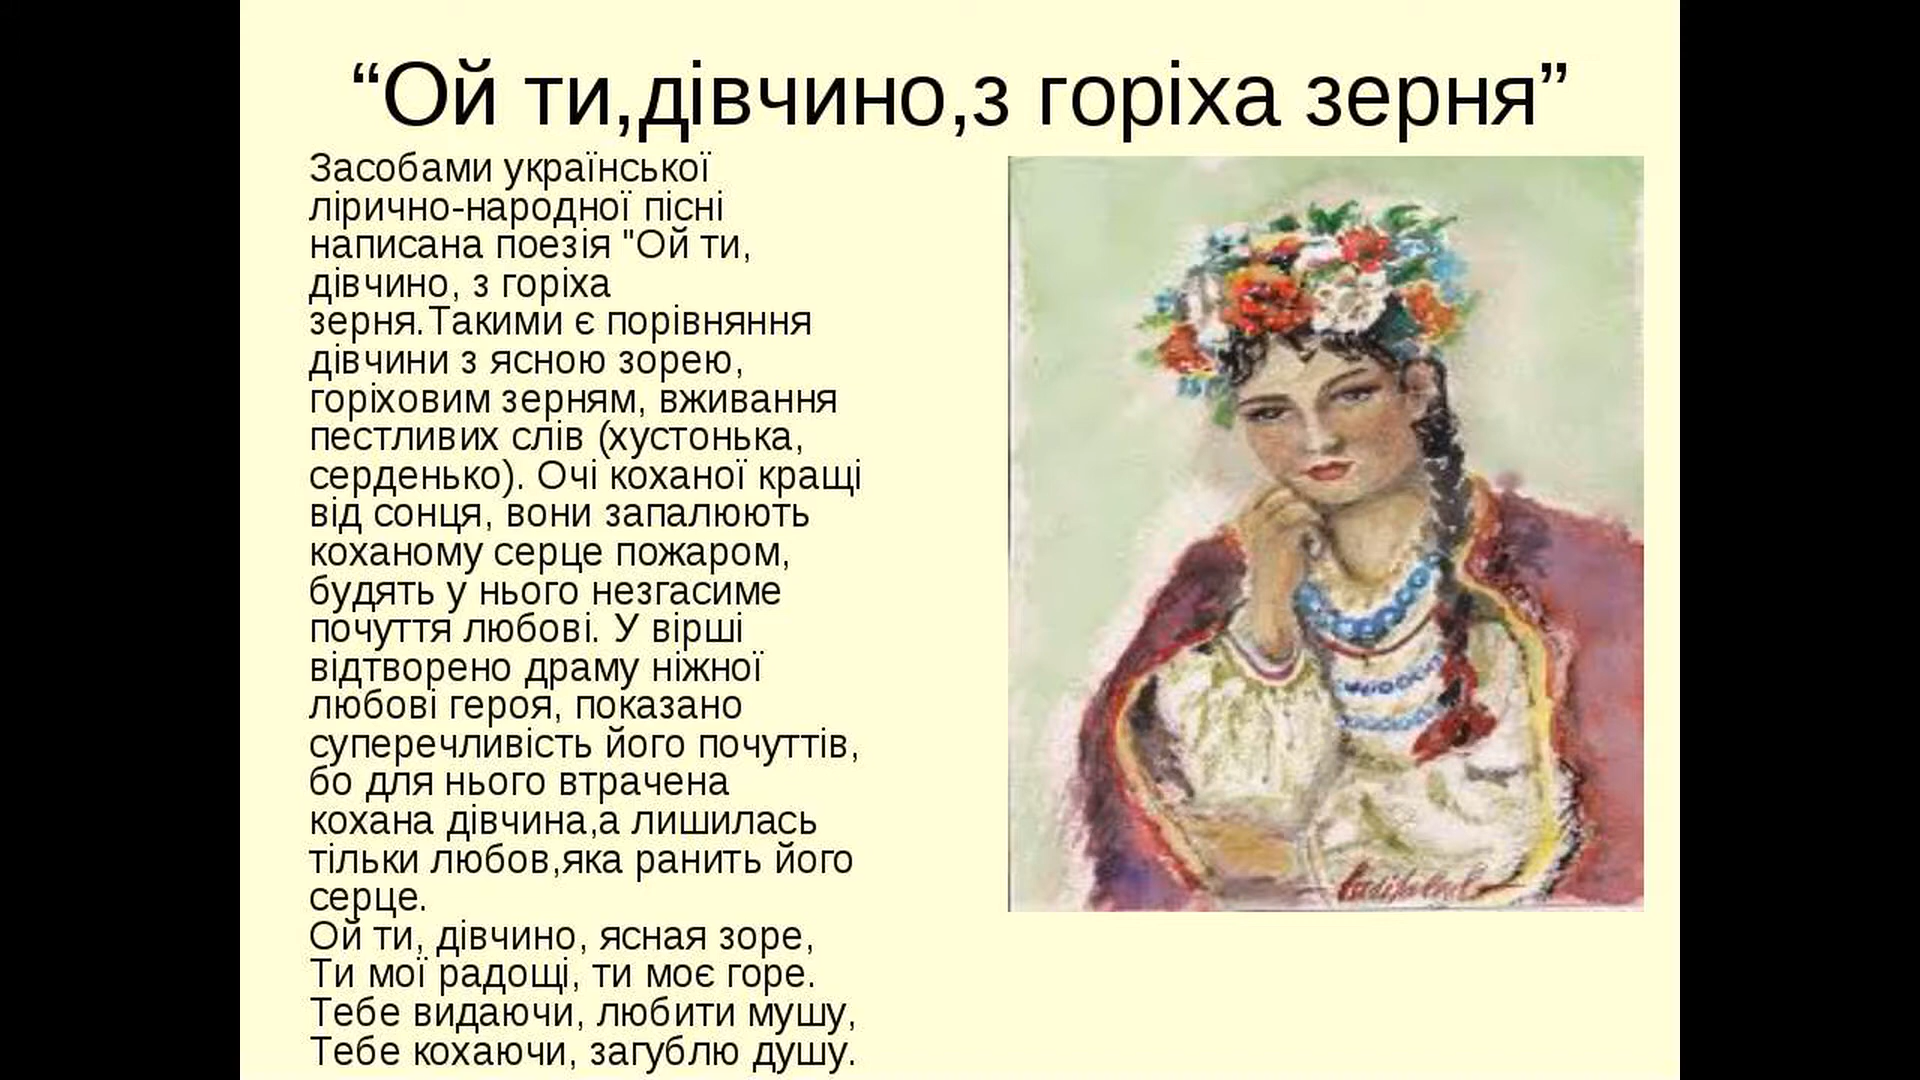 “Ой ти,дівчино,з горіха зерня”
Засобами української
лірично-народної пісні
написана поезія "Ой ти,
дівчино, з горіха
зерня.Такими є порівняння
дівчини з ясною зорею,
горіховим зерням, вживання
пестливих слів (хустонька,
серденько). Очі коханої кращі
від сонця, вони запалюють
коханому серце пожаром,
будять у нього незгасиме
почуття любові. У вірші
відтворено драму ніжної
любові героя, показано
суперечливість його почуттів,
бо для нього втрачена
кохана дівчина,а лишилась
тільки любов,яка ранить його
серце.
Ой ти, дівчино, ясная зоре,
Ти мої радощі, ти моє горе.
Тебе видаючи, любити мушу,
Тебе кохаючи, загублю душу.